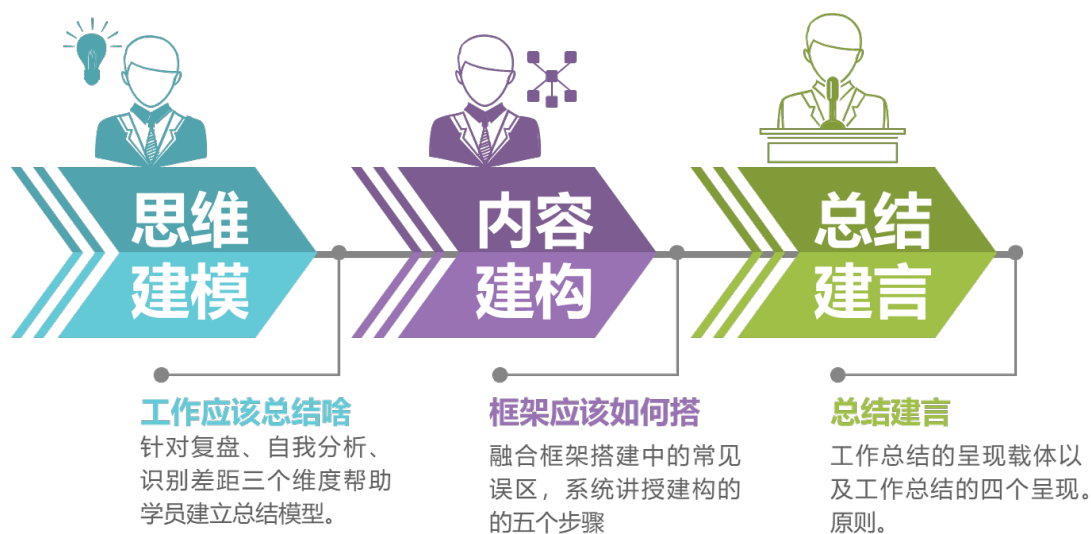 思维
建模
内容
建构
总结
建言
工作应该总结啥
针对复盘、自我分析、
识别差距三个维度帮助
学员建立总结模型。
框架应该如何搭
融合框架搭建中的常见
误区，系统讲授建构的
的五个步骤
总结建言
工作总结的呈现载体以
及工作总结的四个呈现。
原则。